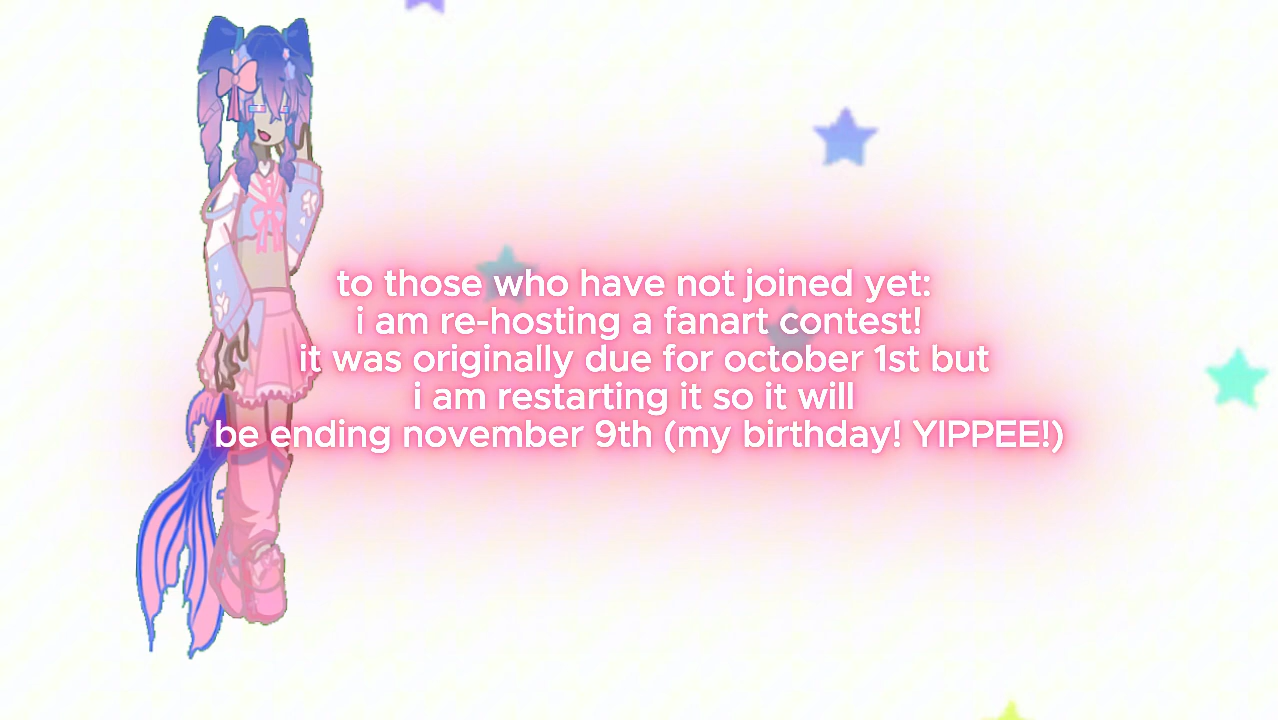 to those who have not joined yet:
i am re-hosting a fanart contest!
it was originally due for october 1st but
i am restarting it so it will
be ending november 9th (my birthday! YIPPEE!)